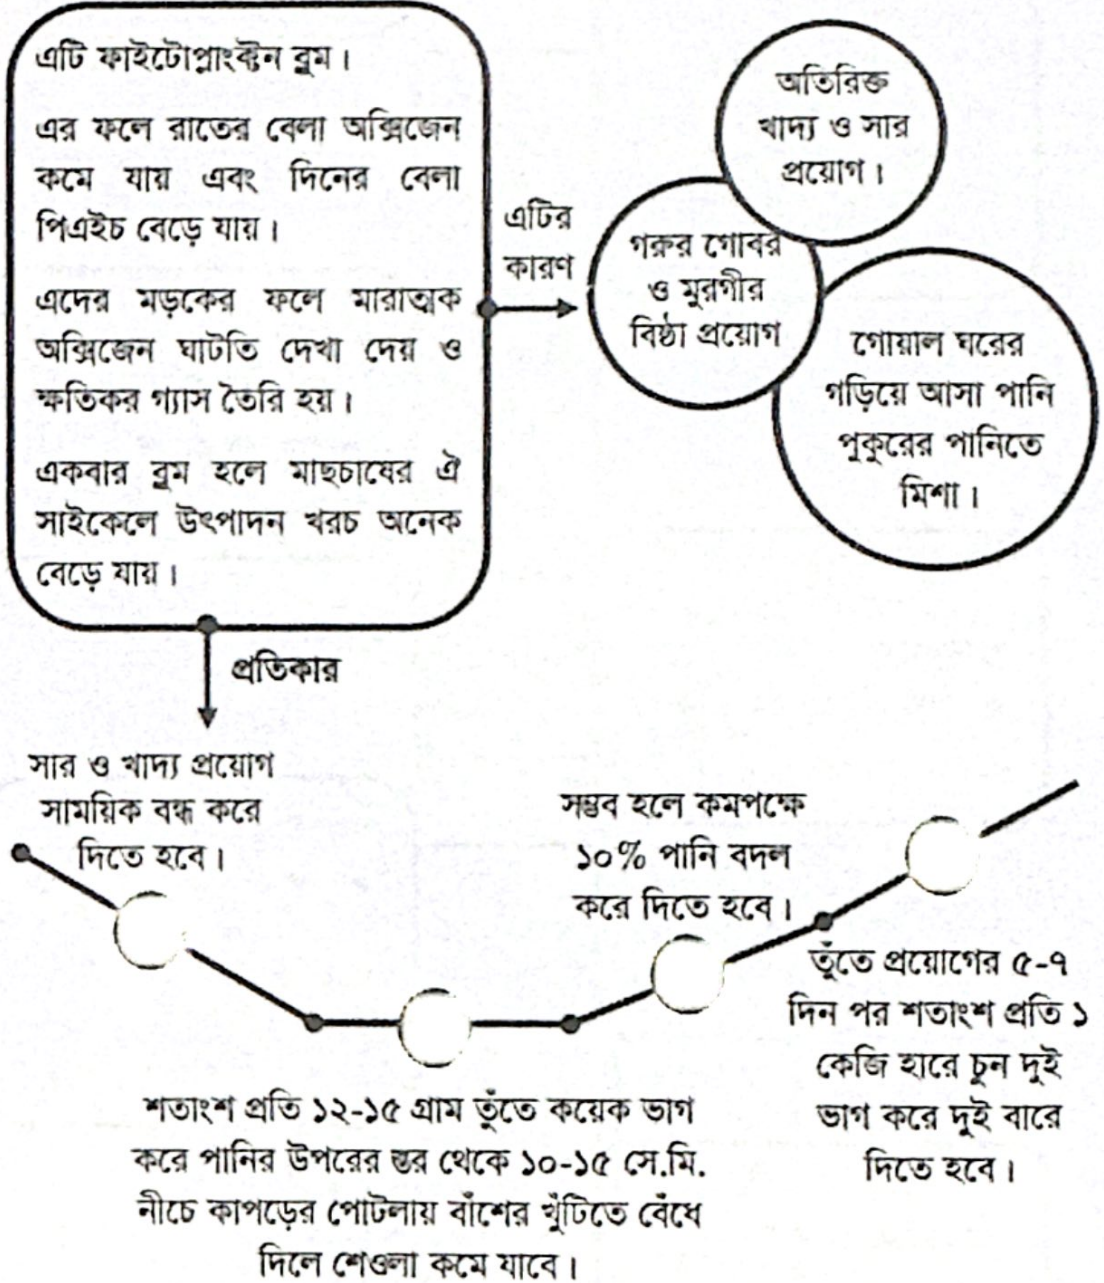 এটি ফাইটোপ্লাংক্টন ব্লুম।
এর ফলে রাতের বেলা অক্সিজেন
কমে যায় এবং দিনের বেলা
পিএইচ বেড়ে যায়।
এদের মড়কের ফলে মারাত্মক
অক্সিজেন ঘাটতি দেখা দেয় ও
ক্ষতিকর গ্যাস তৈরি হয়।
একবার ব্লুম হলে মাছচাষের ঐ
সাইকেলে উৎপাদন খরচ অনেক
বেড়ে যায়।
এটির
কারণ
অতিরিক্ত
খাদ্য ও সার
প্রয়োগ।
গরুর গোবর
ও মুরগীর
বিষ্ঠা প্রয়োগ
গোয়াল ঘরের
গড়িয়ে আসা পানি
পুকুরের পানিতে
মিশা।
প্রতিকার
সার ও খাদ্য প্রয়োগ
সাময়িক বন্ধ করে
দিতে হবে।
শতাংশ প্রতি ১২-১৫ গ্রাম তুঁতে কয়েক ভাগ
করে পানির উপরের স্তর থেকে ১০-১৫ সে.মি.
নীচে কাপড়ের পোটলায় বাঁশের খুঁটিতে বেঁধে
দিলে শেওলা কমে যাবে।
সম্ভব হলে কমপক্ষে
১০% পানি বদল
করে দিতে হবে।
তুঁতে প্রয়োগের ৫-৭
দিন পর শতাংশ প্রতি ১
কেজি হারে চুন দুই
ভাগ করে দুই বারে
দিতে হবে।